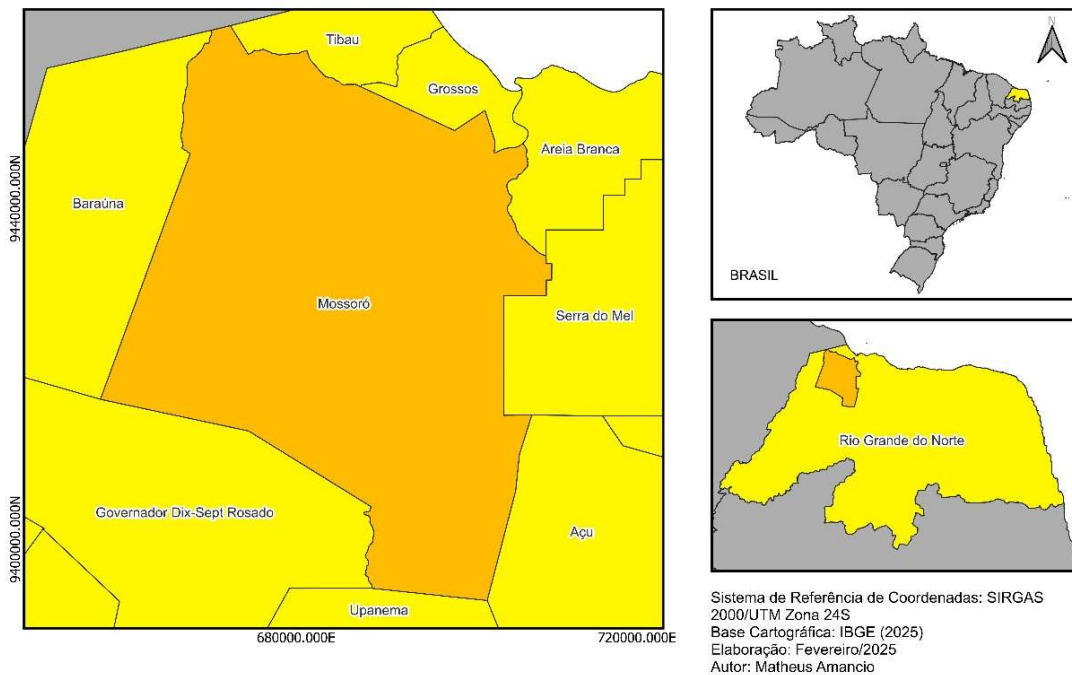 Tibau
Grossos
Areia Branca
Baraúna
Mossoró
Serra do Mel
Governador Dix-Sept Rosado
Açu
Upanema
9440000.000N
9400000.000N
680000.000E
720000.000E
N
BRASIL
Rio Grande do Norte
Sistema de Referência de Coordenadas: SIRGAS
2000/UTM Zona 24S
Base Cartográfica: IBGE (2025)
Elaboração: Fevereiro/2025
Autor: Matheus Amancio